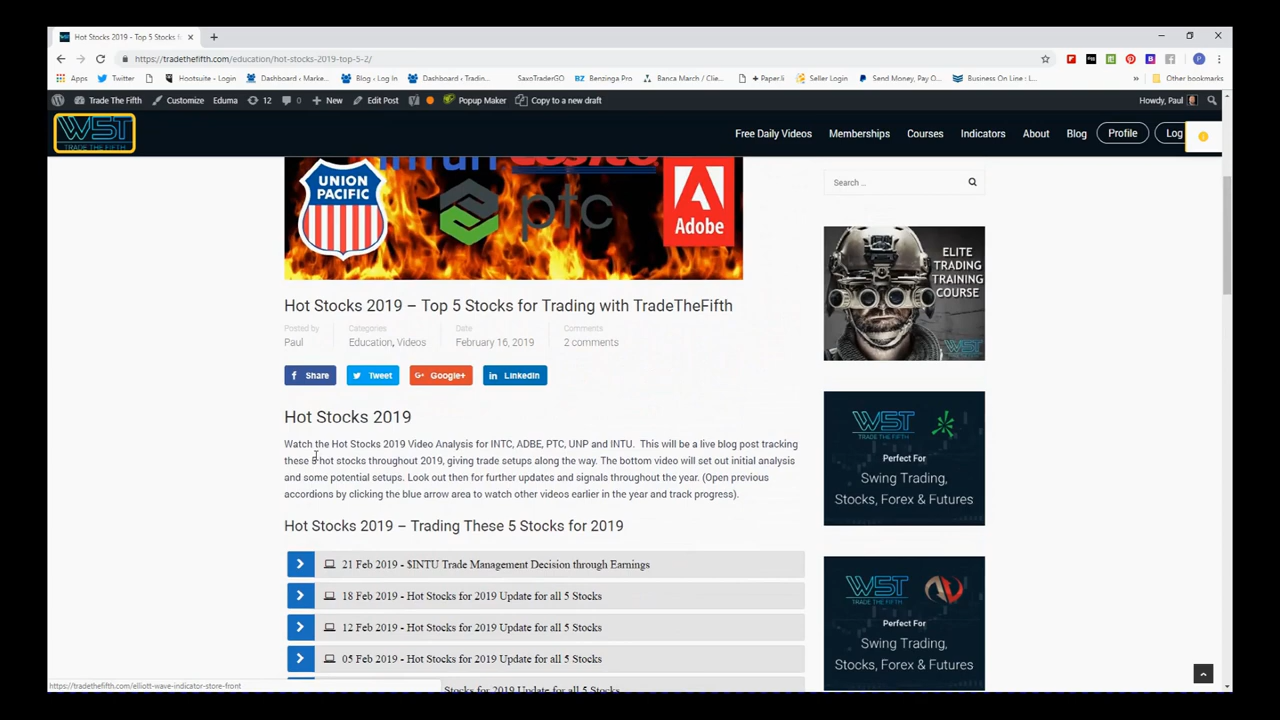 Hot Stocks 2019 - Top 5 Stocks f
https://tradethefifth.com/education/hot-stocks-2019-top-5-2/
Apps Twitter Hootsuite - Login Dashboard ‹ Marke... Blog ‹ Log In Dashboard ‹ Tradin... SaxoTraderGO Benzinga Pro Banca March / Clie... + Paper.li Seller Login Send Money, Pay O... Business On Line : L... » Other bookmarks
Trade The Fifth Customize Eduma 12 0 + New Edit Post Popup Maker Copy to a new draft Howdy, Paul
WST
TRADE THE FIFTH
Free Daily Videos Memberships Courses Indicators About Blog Profile Log
UNION
PACIFIC
ptc
Adobe
Search ...
ELITE
TRADING
TRAINING
COURSE
WST
Hot Stocks 2019 – Top 5 Stocks for Trading with TradeTheFifth
Posted by Categories Date Comments
Paul Education, Videos February 16, 2019 2 comments
Share Tweet G+ Google+ in LinkedIn
Hot Stocks 2019
Watch the Hot Stocks 2019 Video Analysis for INTC, ADBE, PTC, UNP and INTU. This will be a live blog post tracking
these 5 hot stocks throughout 2019, giving trade setups along the way. The bottom video will set out initial analysis
and some potential setups. Look out then for further updates and signals throughout the year. (Open previous
accordions by clicking the blue arrow area to watch other videos earlier in the year and track progress).
Hot Stocks 2019 – Trading These 5 Stocks for 2019
21 Feb 2019 - $INTU Trade Management Decision through Earnings
18 Feb 2019 - Hot Stocks for 2019 Update for all 5 Stocks
12 Feb 2019 - Hot Stocks for 2019 Update for all 5 Stocks
05 Feb 2019 - Hot Stocks for 2019 Update for all 5 Stocks
Stocks for 2019 Update for all 5 Stocks
WST
TRADE THE FIFTH
Perfect For
Swing Trading,
Stocks, Forex & Futures
WST
TRADE THE FIFTH
Perfect For
Swing Trading,
Stocks, Forex & Futures
https://tradethefifth.com/elliott-wave-indicator-store-front